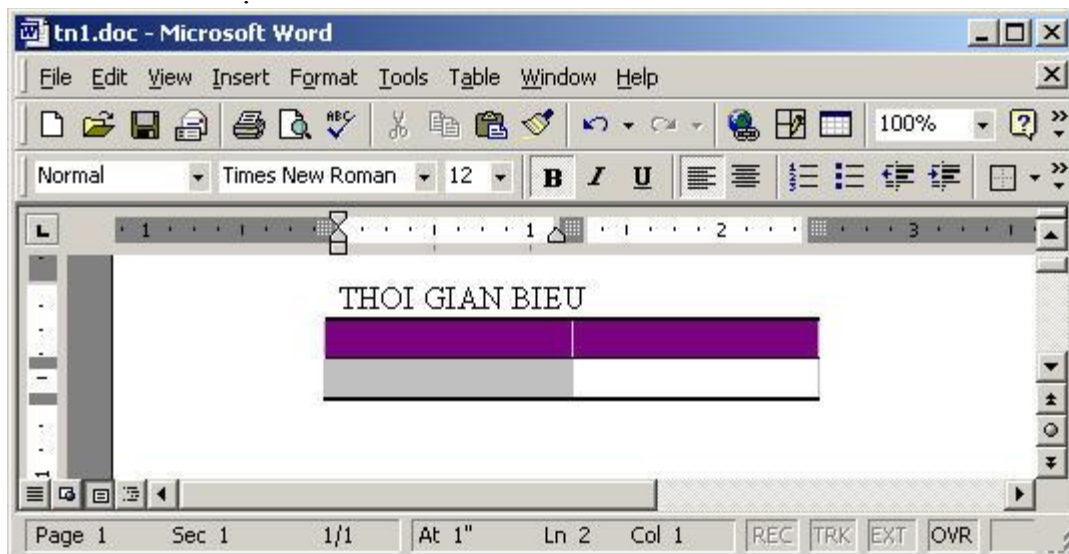 tn1.doc - Microsoft Word
File Edit View Insert Format Tools Table Window Help
ABC 100%
Normal Times New Roman 12 B I U
1 1 2 3
THOI GIAN BIEU
Page 1 Sec 1 1/1 At 1" Ln 2 Col 1 REC TRK EXT OVR